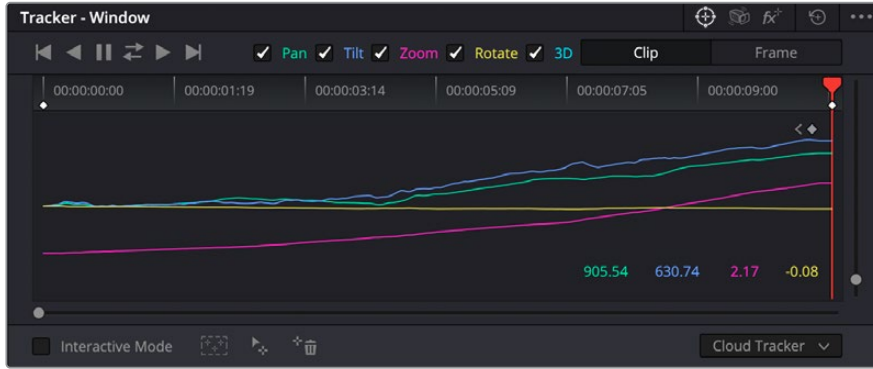 Tracker - Window
fx
Pan Tilt Zoom Rotate 3D Clip Frame
00:00:00:00 00:00:01:19 00:00:03:14 00:00:05:09 00:00:07:05 00:00:09:00
905.54 630.74 2.17 -0.08
Interactive Mode Cloud Tracker